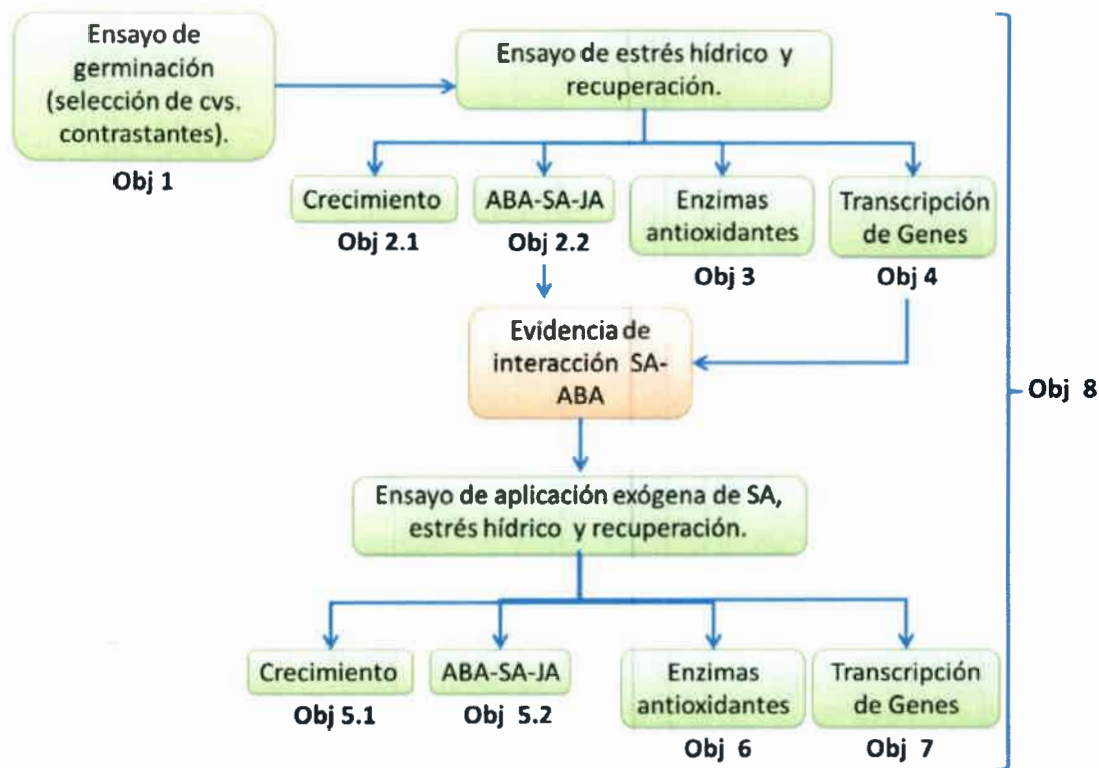 Ensayo de
germinación
(selección de cvs.
contrastantes).
Obj 1
Ensayo de estrés hídrico y
recuperación.
Crecimiento
Obj 2.1
ABA-SA-JA
Obj 2.2
Enzimas
antioxidantes
Obj 3
Transcripción
de Genes
Obj 4
Evidencia de
interacción SA-
ABA
Ensayo de aplicación exógena de SA,
estrés hídrico y recuperación.
Crecimiento
Obj 5.1
ABA-SA-JA
Obj 5.2
Enzimas
antioxidantes
Obj 6
Transcripción
de Genes
Obj 7
Obj 8